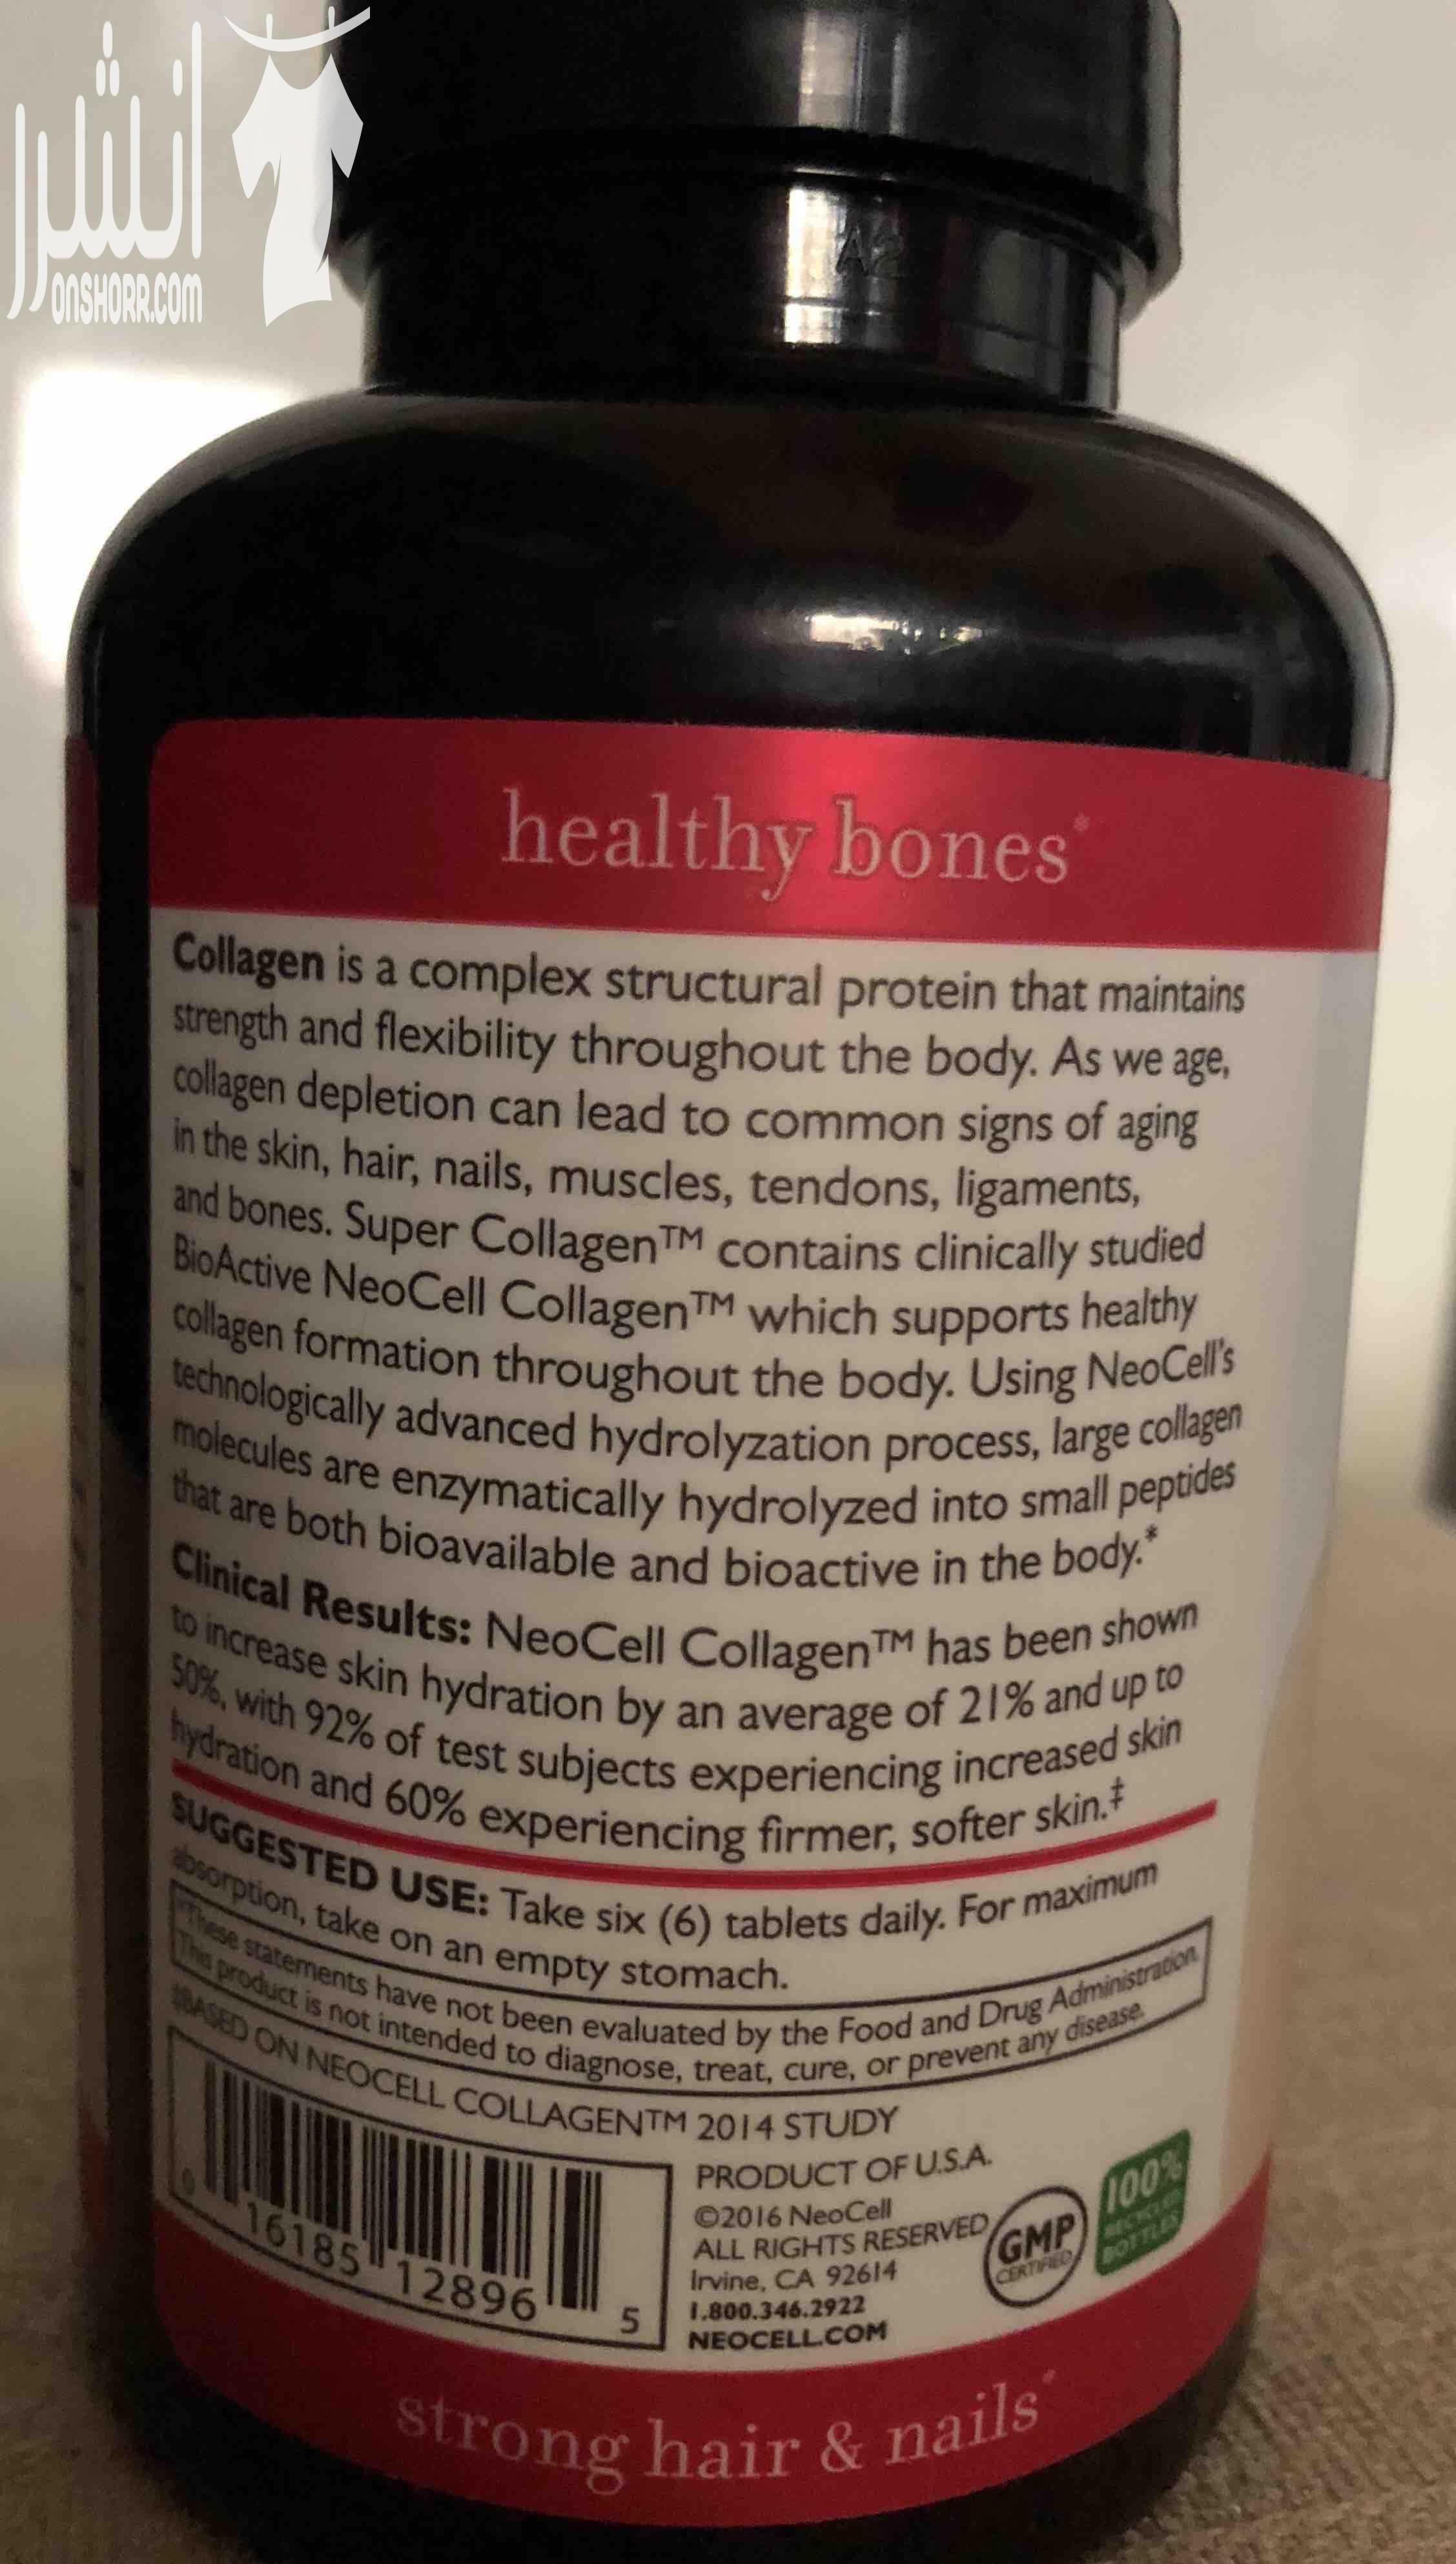 انشرر
ONSHORR.COM
A2
healthy bones*
Collagen is a complex structural protein that maintains
strength and flexibility throughout the body. As we age,
collagen depletion can lead to common signs of aging
in the skin, hair, nails, muscles, tendons, ligaments,
and bones. Super Collagen™ contains clinically studied
BioActive NeoCell Collagen™ which supports healthy
collagen formation throughout the body. Using NeoCell's
technologically advanced hydrolyzation process, large collagen
molecules are enzymatically hydrolyzed into small peptides
that are both bioavailable and bioactive in the body.*
Clinical Results: NeoCell Collagen™ has been shown
to increase skin hydration by an average of 21% and up to
50%, with 92% of test subjects experiencing increased skin
hydration and 60% experiencing firmer, softer skin.‡
SUGGESTED USE: Take six (6) tablets daily. For maximum
absorption, take on an empty stomach.
*These statements have not been evaluated by the Food and Drug Administration.
This product is not intended to diagnose, treat, cure, or prevent any disease.
‡BASED ON NEOCELL COLLAGEN™ 2014 STUDY
0 16185 12896 5
PRODUCT OF U.S.A.
©2016 NeoCell
ALL RIGHTS RESERVED
Irvine, CA 92614
1.800.346.2922
NEOCELL.COM
GMP
CERTIFIED
100%
RECYCLED
BOTTLES
strong hair & nails*